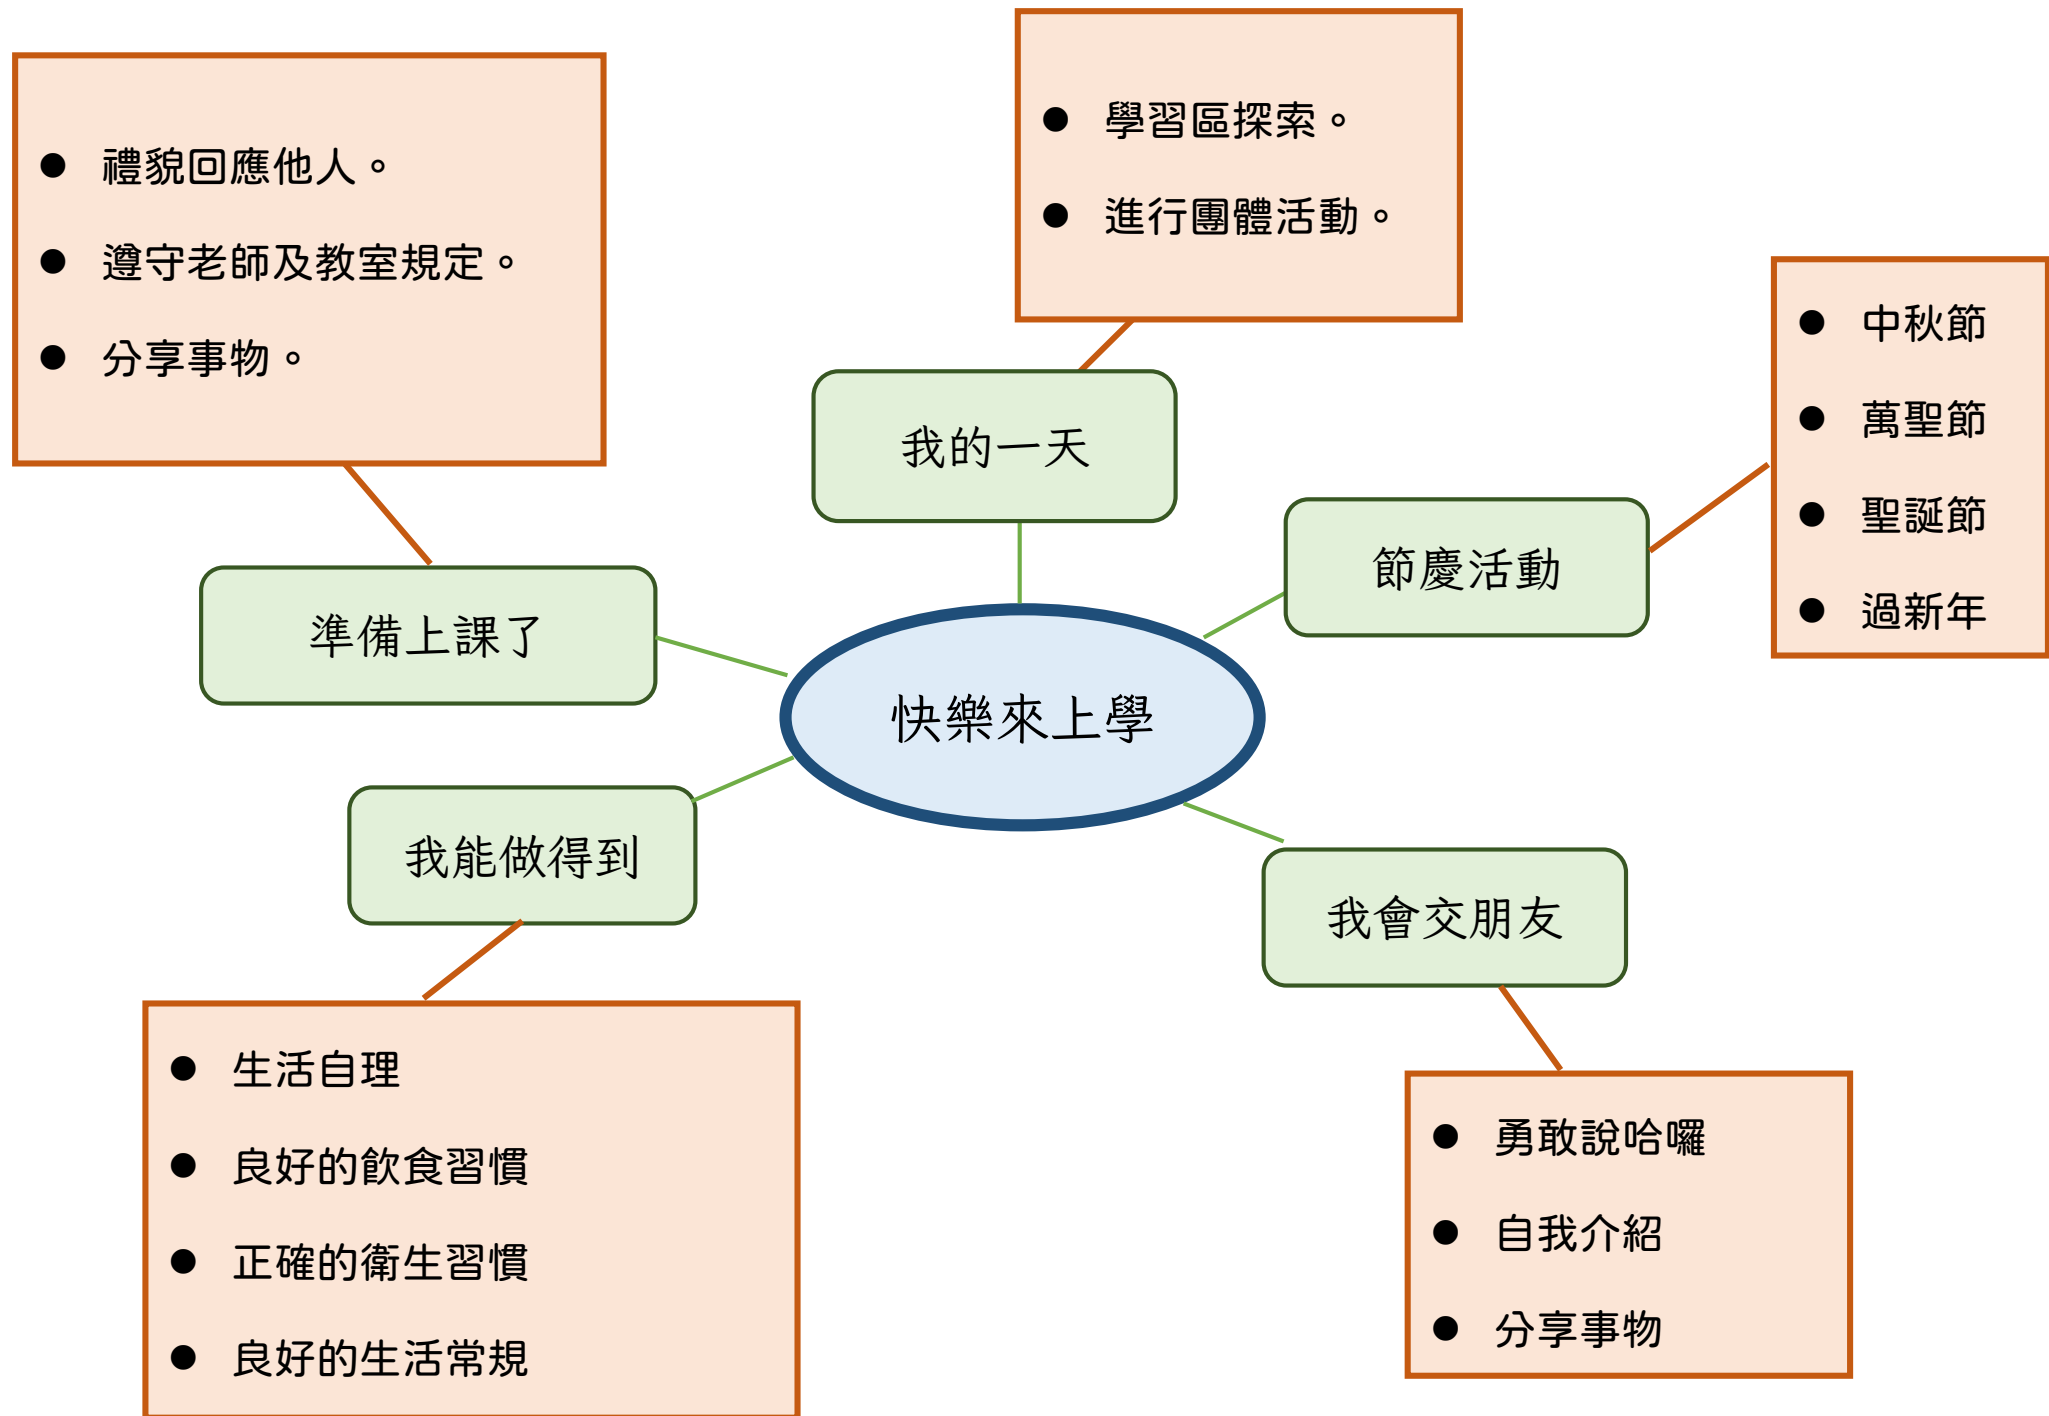 學習區探索。
進行團體活動。
禮貌回應他人。
遵守老師及教室規定。
分享事物。
中秋節
萬聖節
聖誕節
過新年
我的一天
節慶活動
準備上課了
快樂來上學
我能做得到
我會交朋友
生活自理
良好的飲食習慣
正確的衛生習慣
良好的生活常規
勇敢說哈囉
自我介紹
分享事物